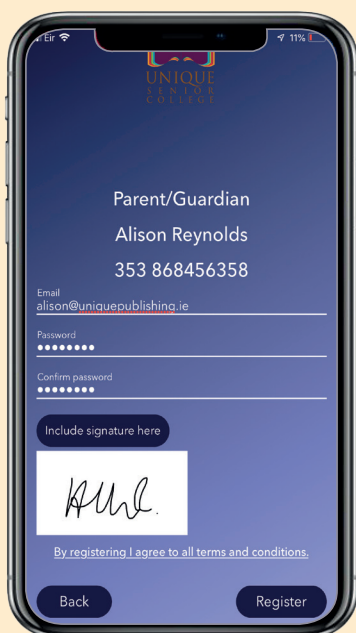 Eir 11%
UNIQUE
SENIOR
COLLEGE
Parent/Guardian
Alison Reynolds
353 868456358
Email
alison@uniquepublishing.ie
Password
●●●●●●●●
Confirm password
●●●●●●●●
Include signature here
By registering I agree to all terms and conditions.
Back Register